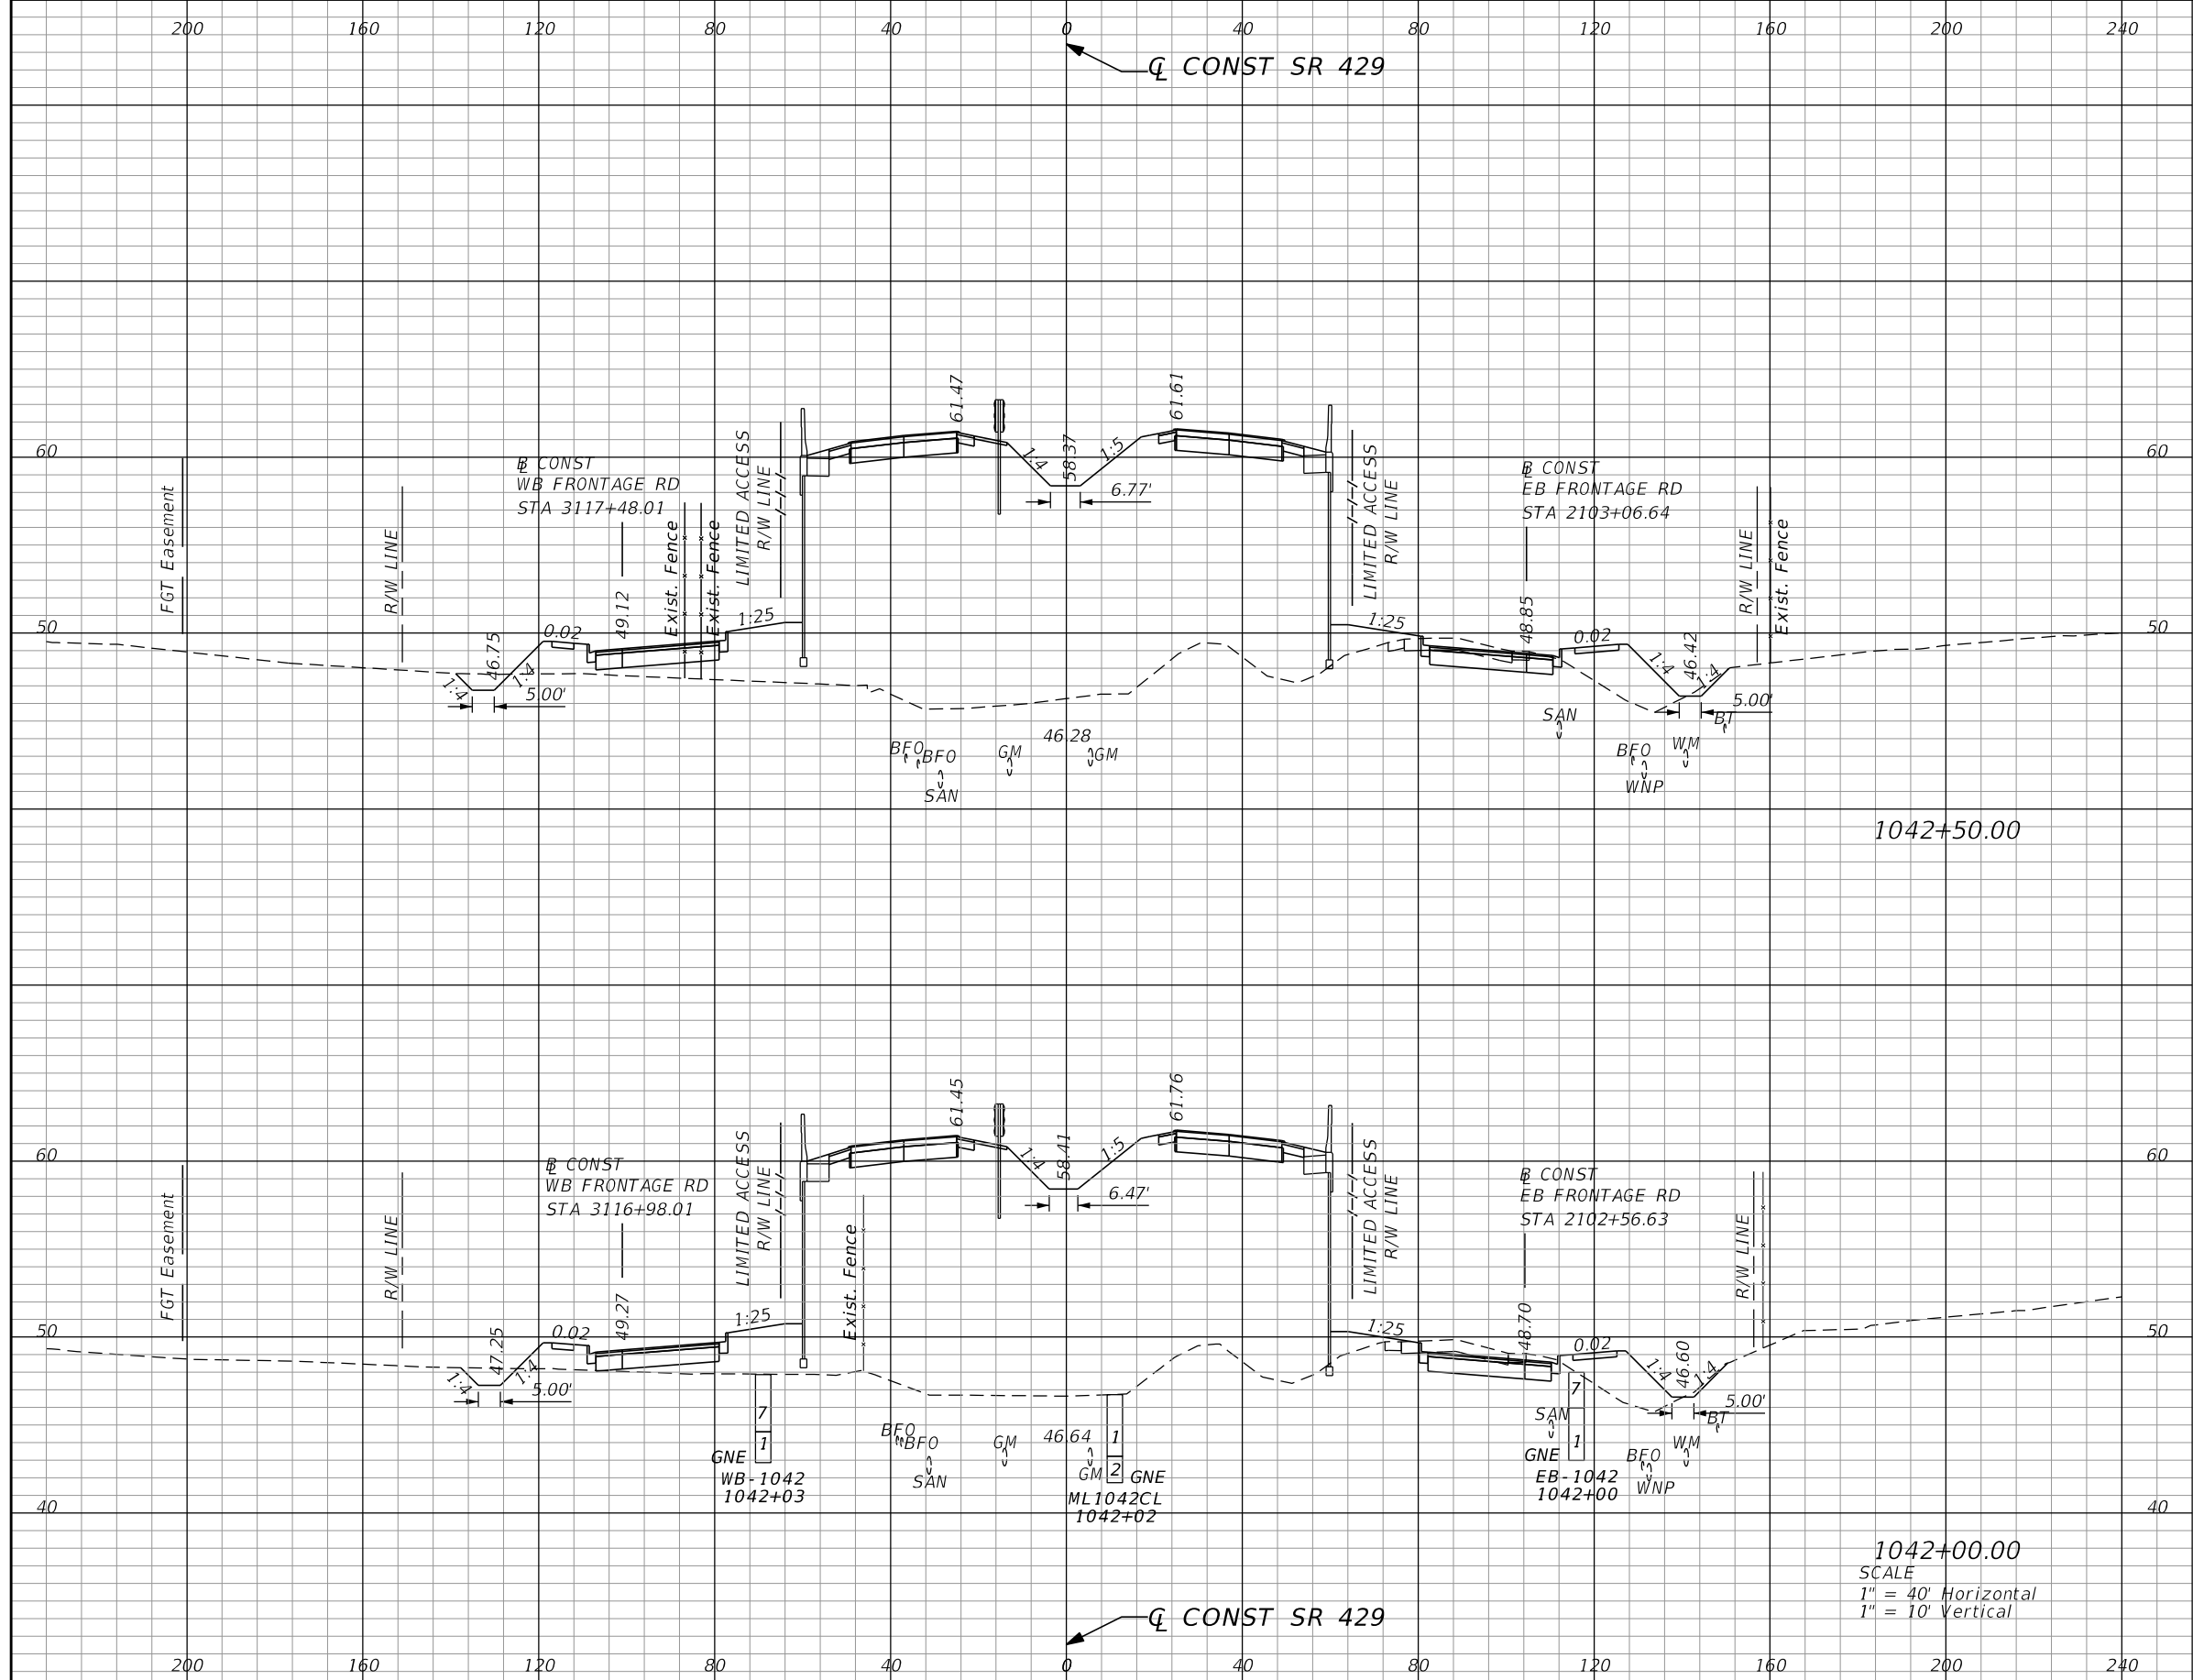 200 160 120 80 40 0 40 80 120 160 200 240
℄ CONST SR 429
61.47
61.61
60
60
58.37
1:4
1:5
6.77'
LIMITED ACCESS
R/W LINE
LIMITED ACCESS
R/W LINE
B̲L CONST
WB FRONTAGE RD
STA 3117+48.01
BL CONST
EB FRONTAGE RD
STA 2103+06.64
FGT Easement
R/W LINE
Exist. Fence
Exist. Fence
R/W LINE
Exist. Fence
50
50
46.75
0.02
49.12
1:25
1:4
1:4
5.00'
1:25
48.85
0.02
46.42
1:4
1:4
5.00'
BFO
BFO
SAN
GM
46.28
GM
SAN
BFO
WNP
WM
BT
1042+50.00
61.45
61.76
60
60
58.41
1:4
1:5
6.47'
LIMITED ACCESS
R/W LINE
LIMITED ACCESS
R/W LINE
BL CONST
WB FRONTAGE RD
STA 3116+98.01
BL CONST
EB FRONTAGE RD
STA 2102+56.63
FGT Easement
R/W LINE
Exist. Fence
R/W LINE
50
50
47.25
0.02
49.27
1:25
1:4
1:4
5.00'
1:25
48.70
0.02
46.60
1:4
1:4
5.00'
7
1
GNE
WB-1042
1042+03
BFO
BFO
SAN
GM
46.64
GM
1
2
GNE
ML1042CL
1042+02
SAN
7
1
GNE
EB-1042
1042+00
BFO
WNP
WM
BT
40
40
1042+00.00
SCALE
1" = 40' Horizontal
1" = 10' Vertical
℄ CONST SR 429
200 160 120 80 40 0 40 80 120 160 200 240